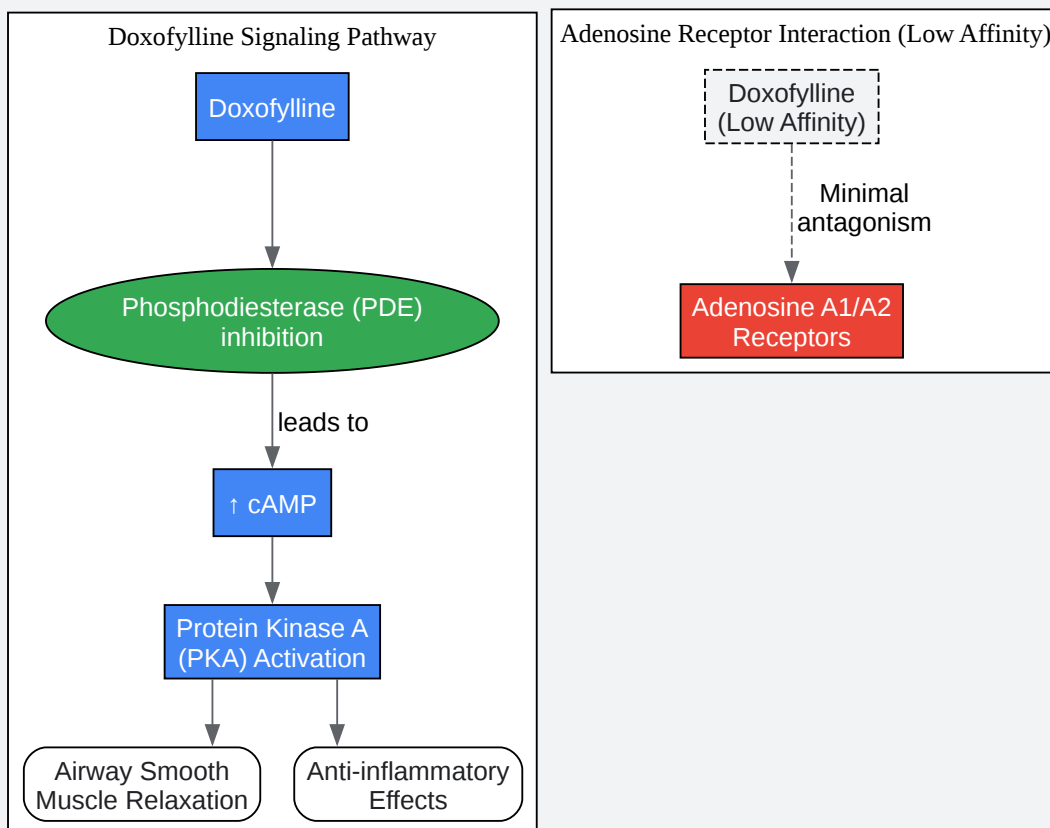 Doxofylline Signaling Pathway
Doxofylline
Phosphodiesterase (PDE)
inhibition
leads to
↑ cAMP
Protein Kinase A
(PKA) Activation
Airway Smooth
Muscle Relaxation
Anti-inflammatory
Effects
Adenosine Receptor Interaction (Low Affinity)
Doxofylline
(Low Affinity)
Minimal
antagonism
Adenosine A1/A2
Receptors